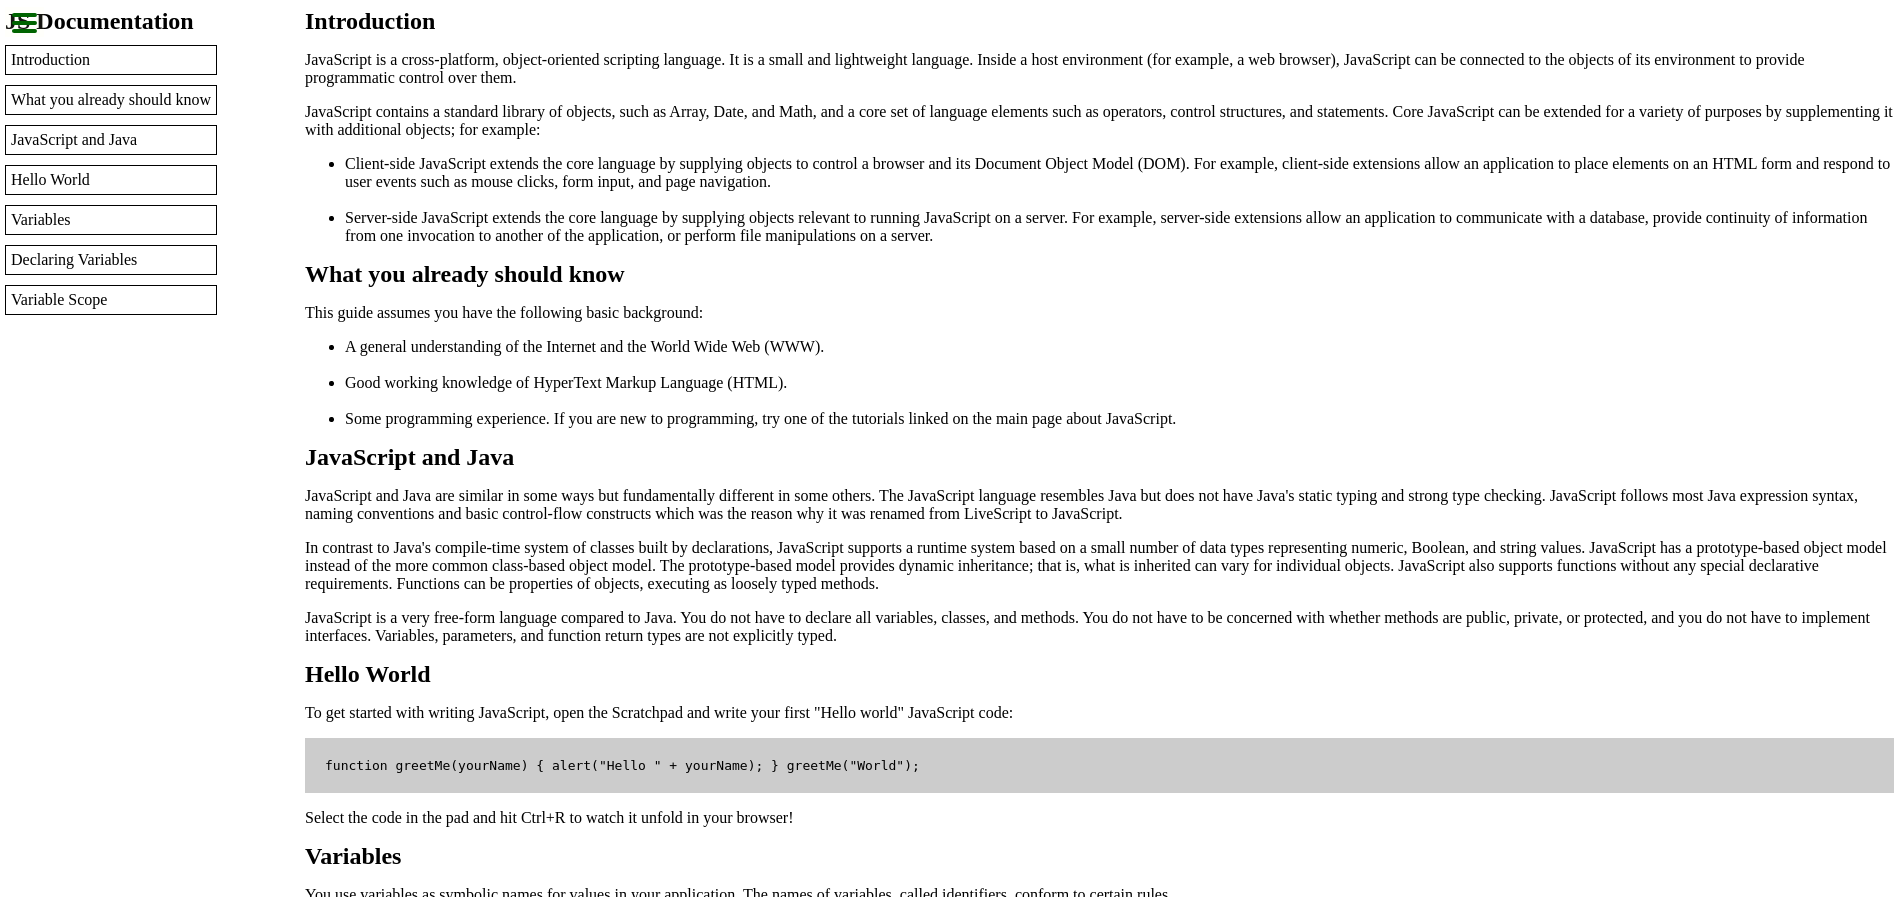 JS Documentation
Introduction
What you already should know
JavaScript and Java
Hello World
Variables
Declaring Variables
Variable Scope
Introduction
JavaScript is a cross-platform, object-oriented scripting language. It is a small and lightweight language. Inside a host environment (for example, a web browser), JavaScript can be connected to the objects of its environment to provide
programmatic control over them.
JavaScript contains a standard library of objects, such as Array, Date, and Math, and a core set of language elements such as operators, control structures, and statements. Core JavaScript can be extended for a variety of purposes by supplementing it
with additional objects; for example:
• Client-side JavaScript extends the core language by supplying objects to control a browser and its Document Object Model (DOM). For example, client-side extensions allow an application to place elements on an HTML form and respond to
user events such as mouse clicks, form input, and page navigation.
• Server-side JavaScript extends the core language by supplying objects relevant to running JavaScript on a server. For example, server-side extensions allow an application to communicate with a database, provide continuity of information
from one invocation to another of the application, or perform file manipulations on a server.
What you already should know
This guide assumes you have the following basic background:
• A general understanding of the Internet and the World Wide Web (WWW).
• Good working knowledge of HyperText Markup Language (HTML).
• Some programming experience. If you are new to programming, try one of the tutorials linked on the main page about JavaScript.
JavaScript and Java
JavaScript and Java are similar in some ways but fundamentally different in some others. The JavaScript language resembles Java but does not have Java's static typing and strong type checking. JavaScript follows most Java expression syntax,
naming conventions and basic control-flow constructs which was the reason why it was renamed from LiveScript to JavaScript.
In contrast to Java's compile-time system of classes built by declarations, JavaScript supports a runtime system based on a small number of data types representing numeric, Boolean, and string values. JavaScript has a prototype-based object model
instead of the more common class-based object model. The prototype-based model provides dynamic inheritance; that is, what is inherited can vary for individual objects. JavaScript also supports functions without any special declarative
requirements. Functions can be properties of objects, executing as loosely typed methods.
JavaScript is a very free-form language compared to Java. You do not have to declare all variables, classes, and methods. You do not have to be concerned with whether methods are public, private, or protected, and you do not have to implement
interfaces. Variables, parameters, and function return types are not explicitly typed.
Hello World
To get started with writing JavaScript, open the Scratchpad and write your first "Hello world" JavaScript code:
function greetMe(yourName) { alert("Hello " + yourName); } greetMe("World");
Select the code in the pad and hit Ctrl+R to watch it unfold in your browser!
Variables
You use variables as symbolic names for values in your application. The names of variables, called identifiers, conform to certain rules.